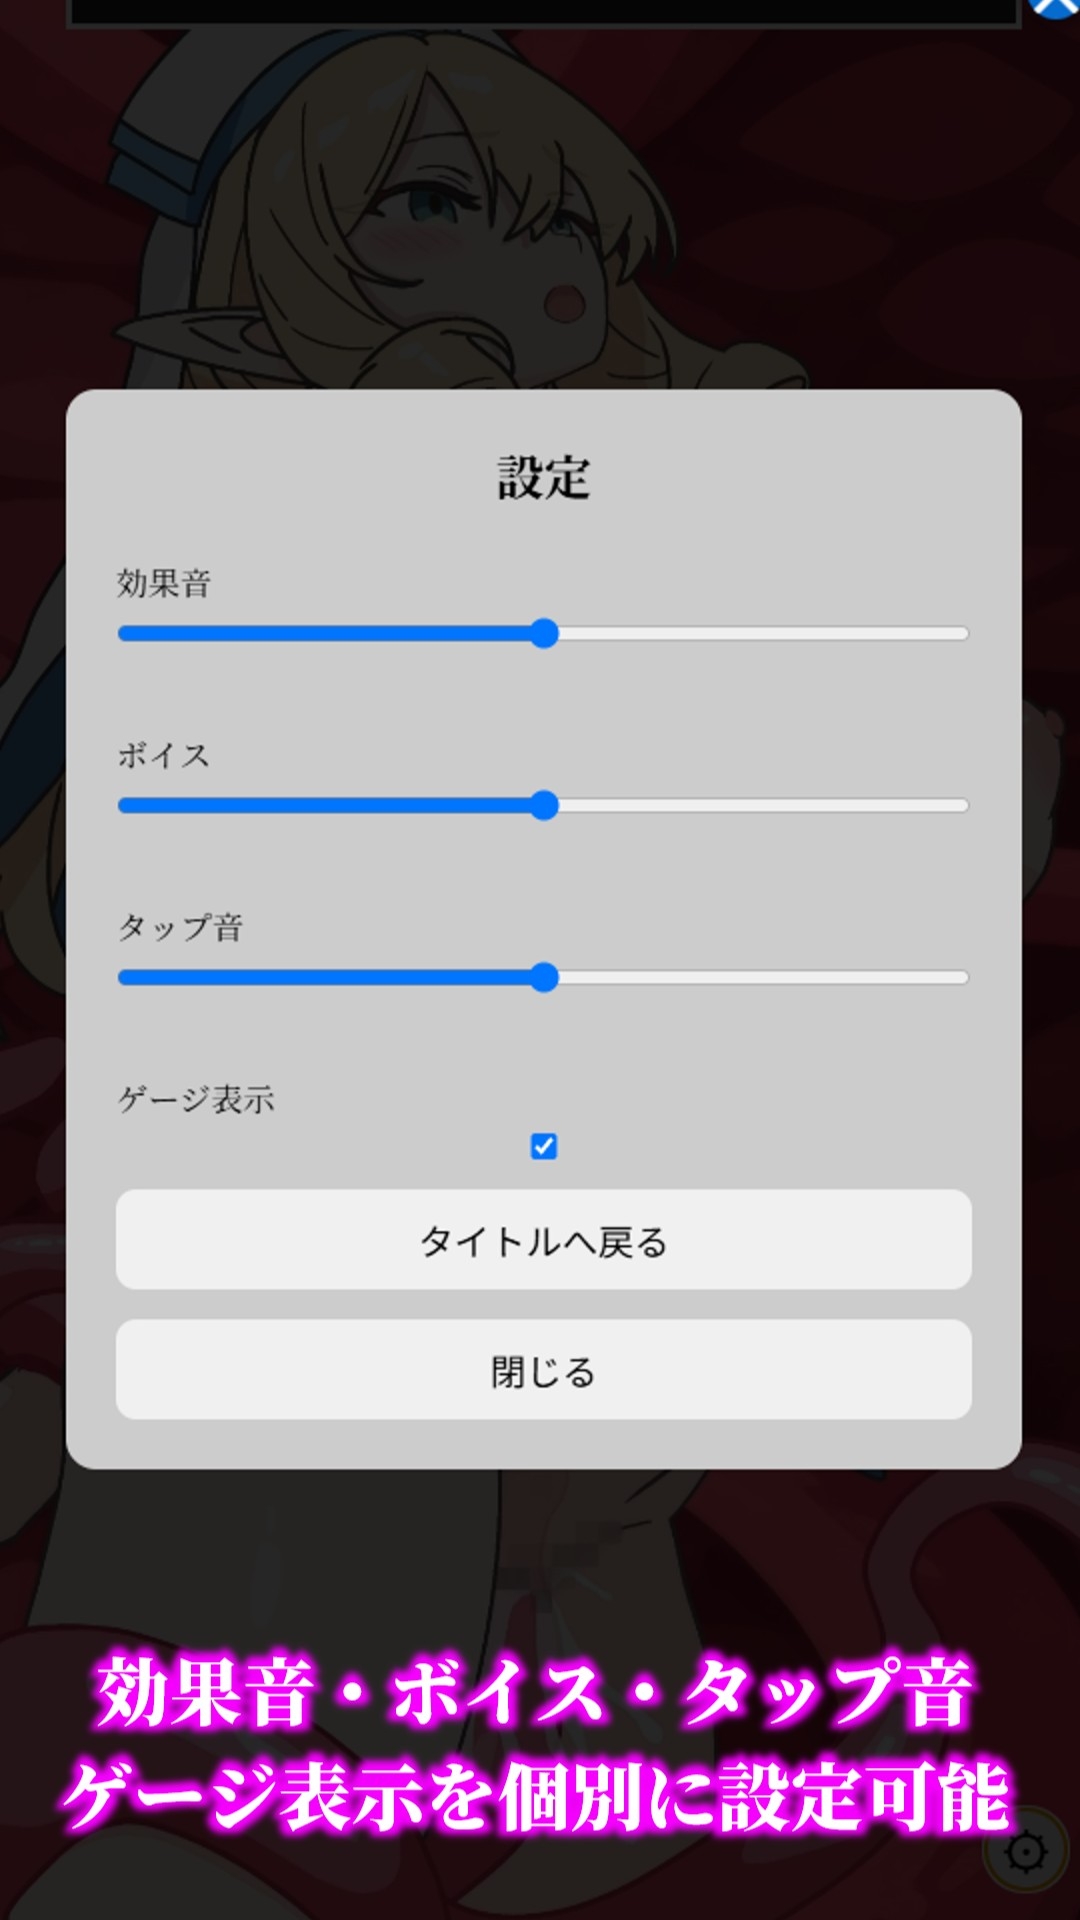 設定
効果音
ボイス
タップ音
ゲージ表示
タイトルへ戻る
閉じる
効果音・ボイス・タップ音
ゲージ表示を個別に設定可能